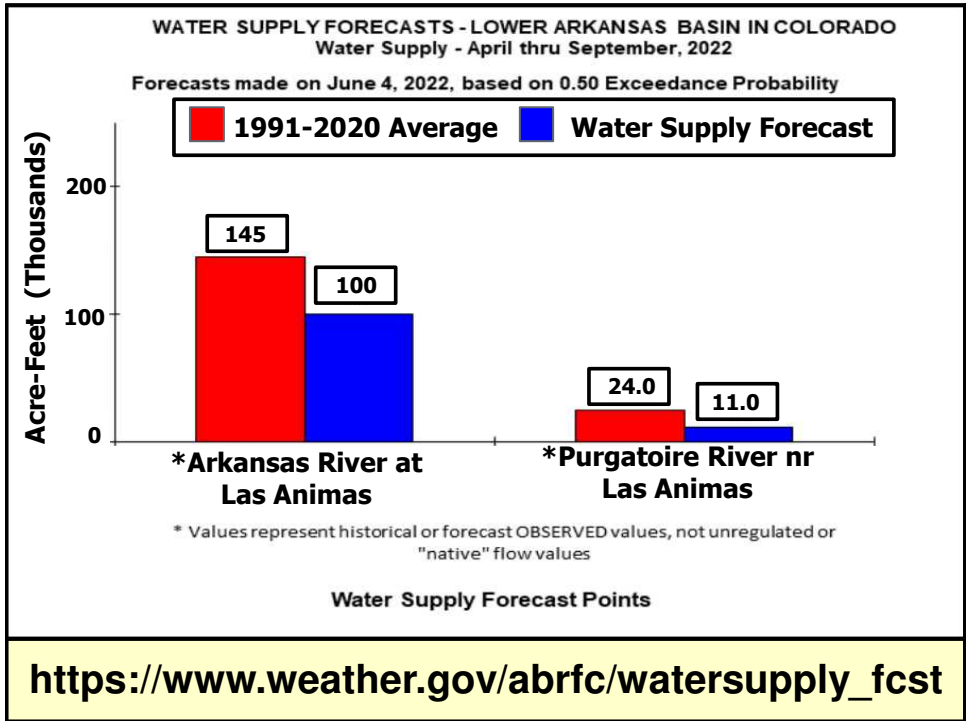 WATER SUPPLY FORECASTS - LOWER ARKANSAS BASIN IN COLORADO
Water Supply - April thru September, 2022
Forecasts made on June 4, 2022, based on 0.50 Exceedance Probability
1991-2020 Average Water Supply Forecast
Acre-Feet (Thousands)
200
100
0
145
100
24.0
11.0
*Arkansas River at
Las Animas
*Purgatoire River nr
Las Animas
* Values represent historical or forecast OBSERVED values, not unregulated or
"native" flow values
Water Supply Forecast Points
https://www.weather.gov/abrfc/watersupply_fcst